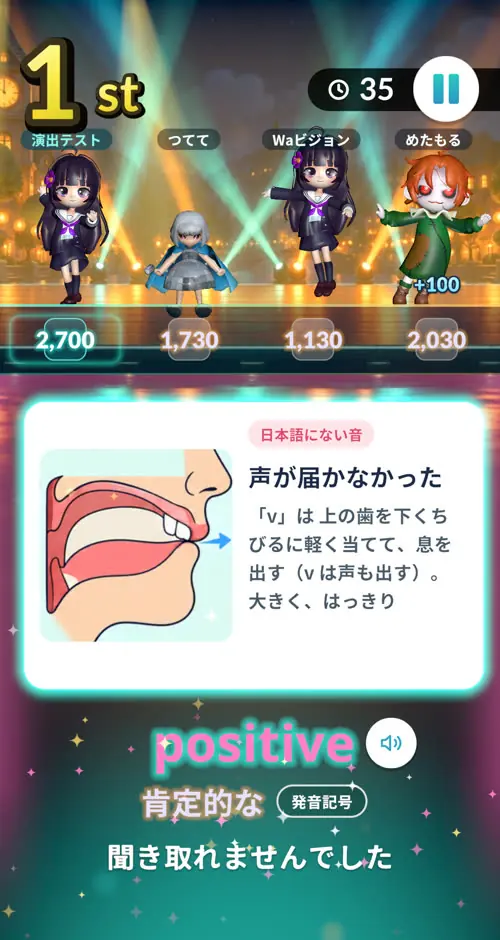 1st
35
演出テスト
つてて
Waビジョン
めたもる
+100
2,700
1,730
1,130
2,030
日本語にない音
声が届かなかった
「v」は 上の歯を下くち
びるに軽く当てて、息を
出す(v は声も出す)。
大きく、はっきり
positive
肯定的な
発音記号
聞き取れませんでした